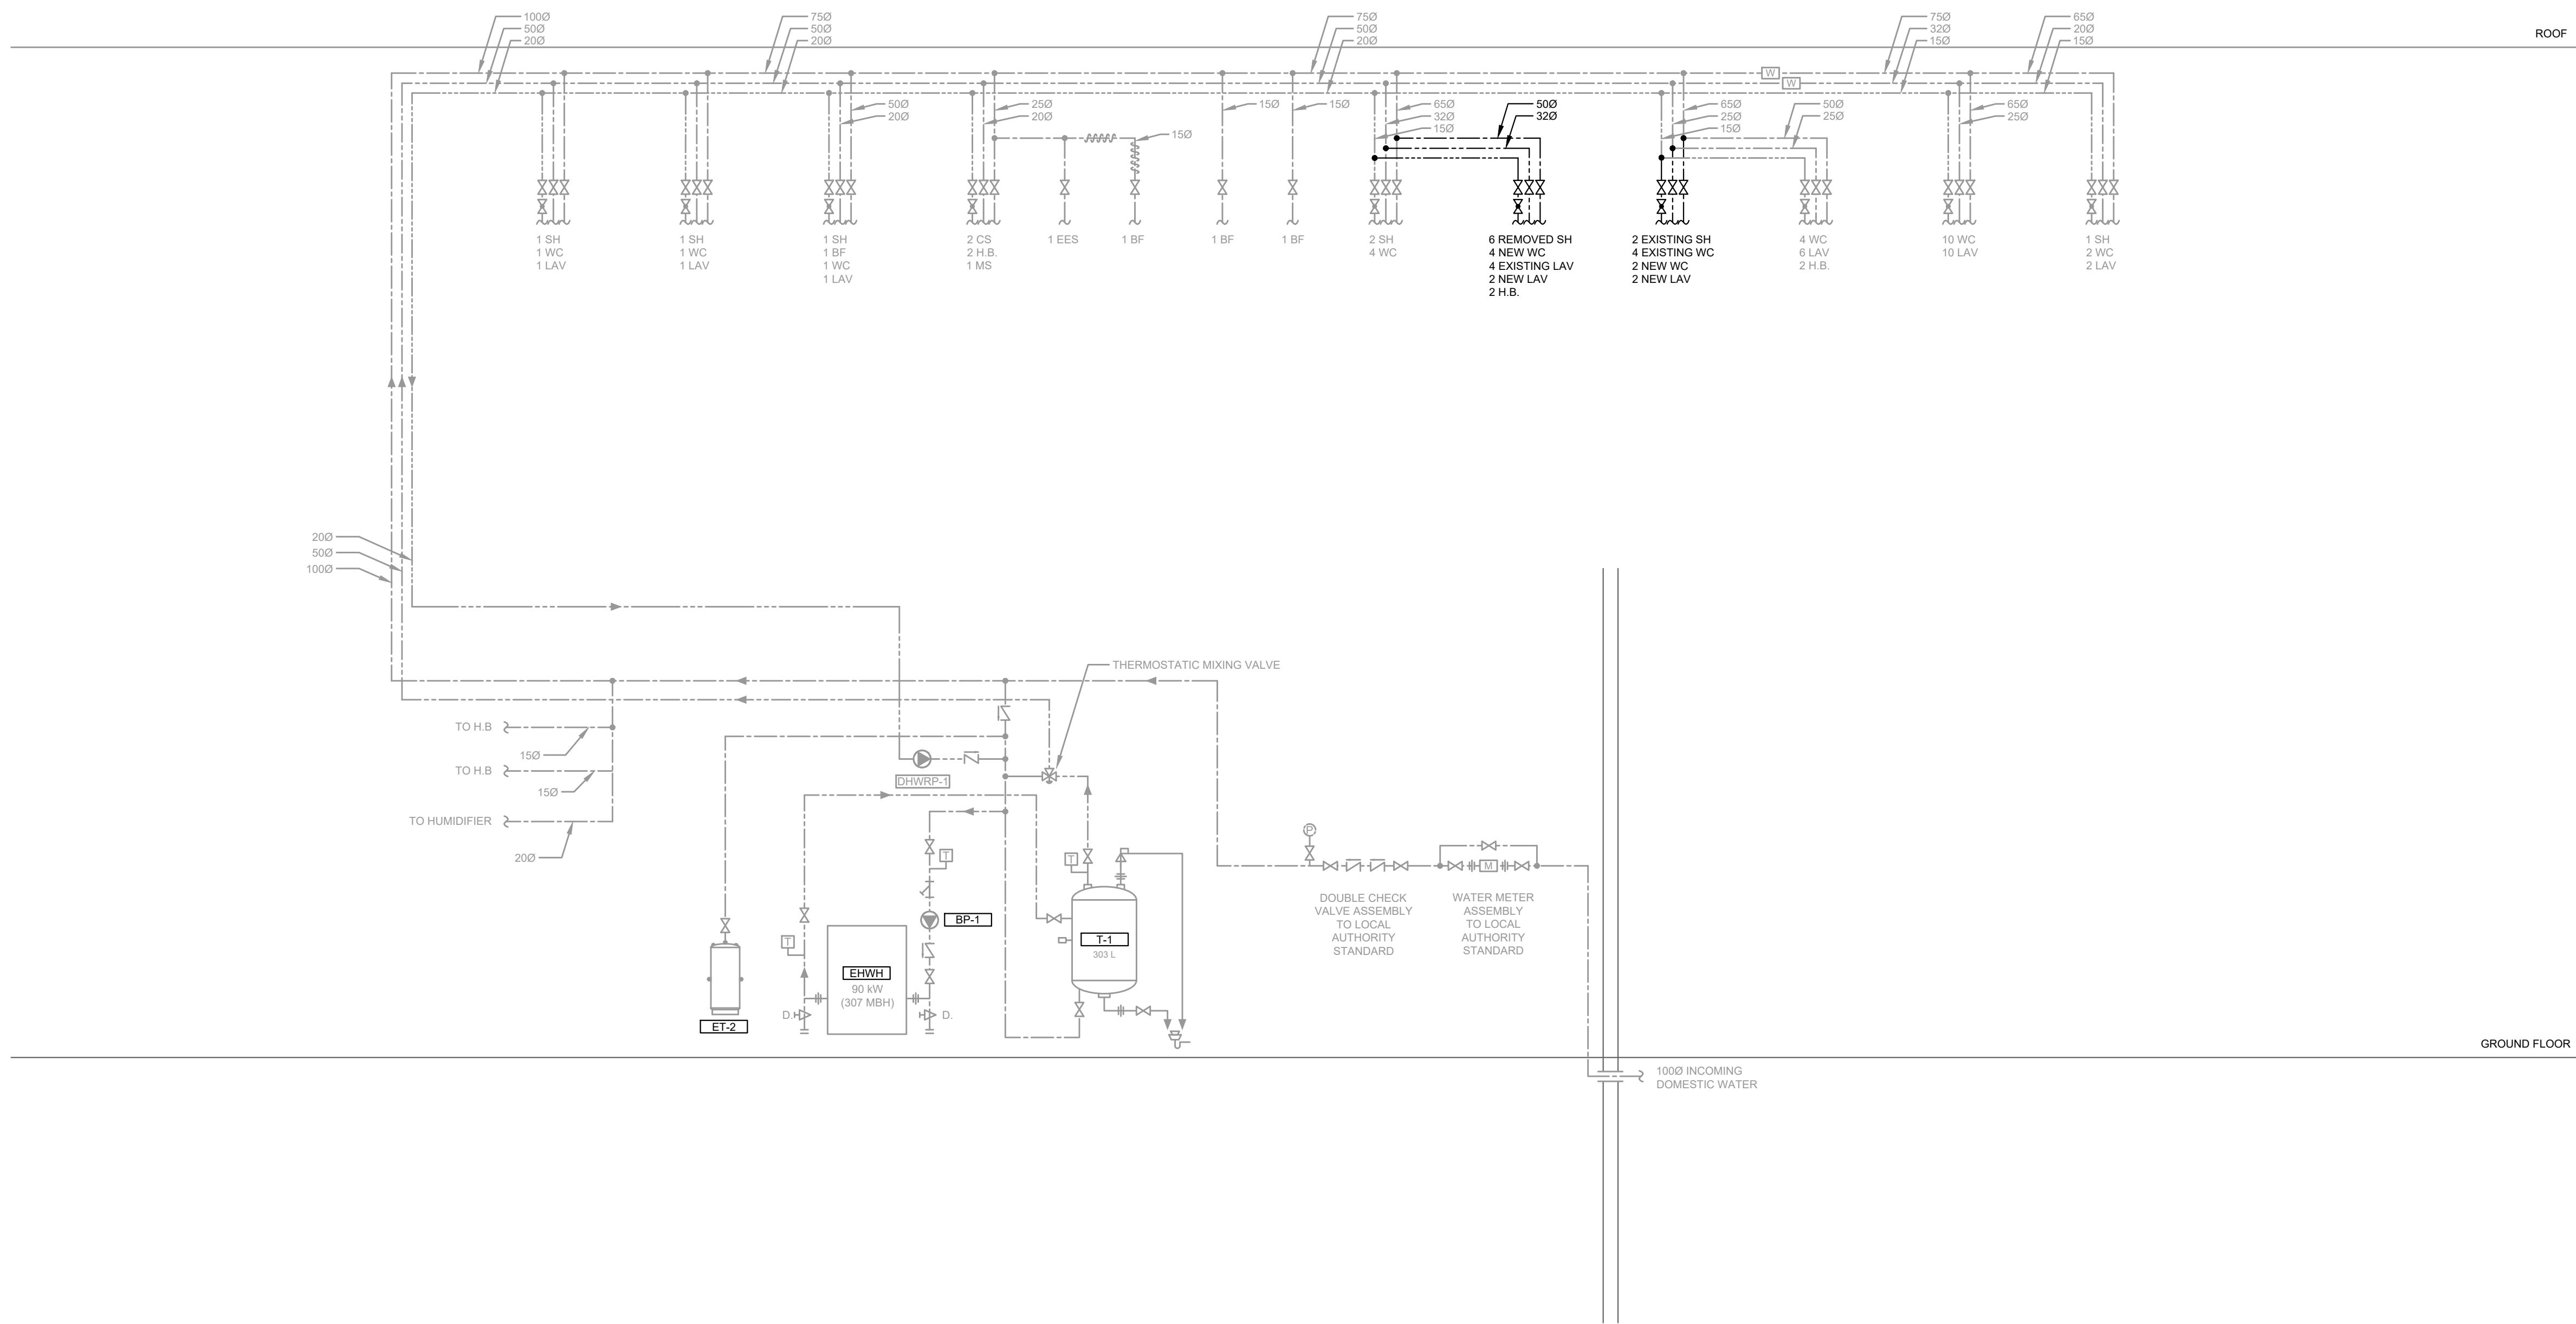 100Ø
50Ø
20Ø
75Ø
50Ø
20Ø
75Ø
50Ø
20Ø
75Ø
32Ø
15Ø
65Ø
20Ø
15Ø
ROOF
W
W
50Ø
20Ø
25Ø
20Ø
15Ø
15Ø
15Ø
65Ø
32Ø
15Ø
50Ø
32Ø
65Ø
25Ø
15Ø
50Ø
25Ø
65Ø
25Ø
1 SH
1 WC
1 LAV
1 SH
1 WC
1 LAV
1 SH
1 BF
1 WC
1 LAV
2 CS
2 H.B.
1 MS
1 EES
1 BF
1 BF
1 BF
2 SH
4 WC
6 REMOVED SH
4 NEW WC
4 EXISTING LAV
2 NEW LAV
2 H.B.
2 EXISTING SH
4 EXISTING WC
2 NEW WC
2 NEW LAV
4 WC
6 LAV
2 H.B.
10 WC
10 LAV
1 SH
2 WC
2 LAV
20Ø
50Ø
100Ø
THERMOSTATIC MIXING VALVE
TO H.B
15Ø
TO H.B
15Ø
TO HUMIDIFIER
20Ø
DHWRP-1
T
T
T
P
M
BP-1
T-1
303 L
EHWH
90 kW
(307 MBH)
D.
D.
ET-2
DOUBLE CHECK
VALVE ASSEMBLY
TO LOCAL
AUTHORITY
STANDARD
WATER METER
ASSEMBLY
TO LOCAL
AUTHORITY
STANDARD
GROUND FLOOR
100Ø INCOMING
DOMESTIC WATER